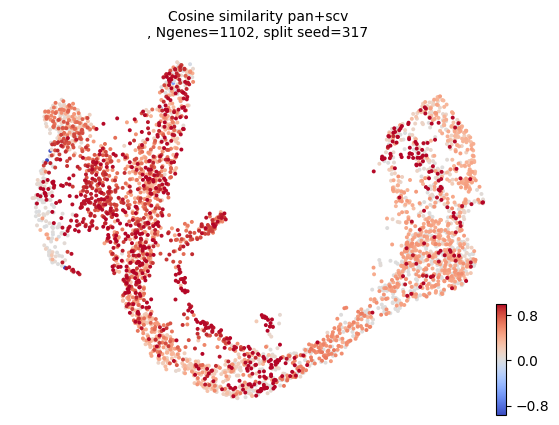 Cosine similarity pan+scv
, Ngenes=1102, split seed=317
0.8
0.0
−0.8